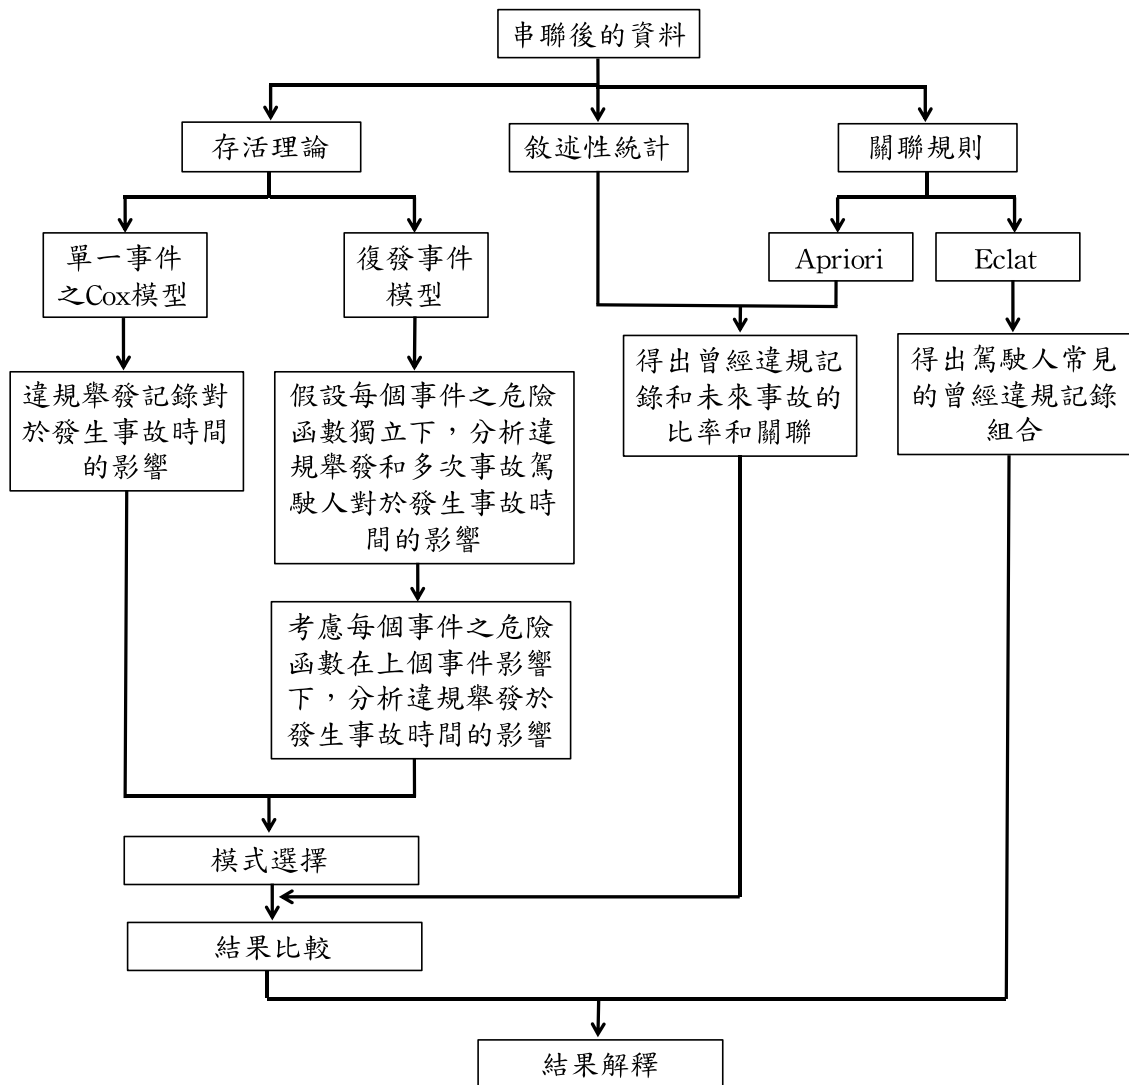 串聯後的資料
存活理論
敘述性統計
關聯規則
單一事件
之Cox模型
復發事件
模型
Apriori
Eclat
違規舉發記錄對
於發生事故時間
的影響
假設每個事件之危險
函數獨立下，分析違
規舉發和多次事故駕
駛人對於發生事故時
間的影響
得出曾經違規記
錄和未來事故的
比率和關聯
得出駕駛人常見
的曾經違規記錄
組合
考慮每個事件之危險
函數在上個事件影響
下，分析違規舉發於
發生事故時間的影響
模式選擇
結果比較
結果解釋